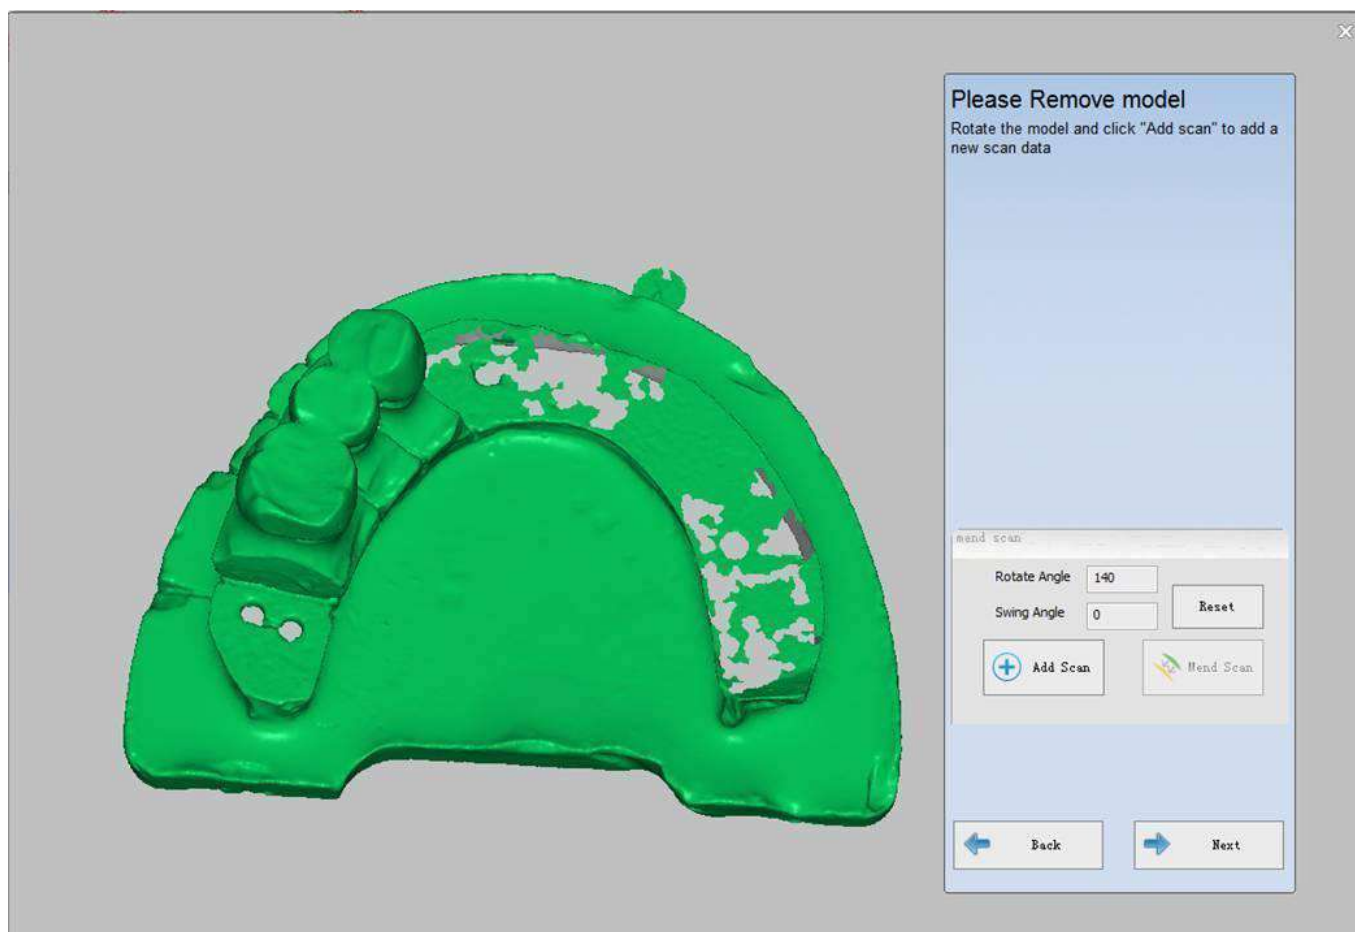 Please Remove model
Rotate the model and click "Add scan" to add a
new scan data
mend scan
Rotate Angle 140
Swing Angle 0
Reset
Add Scan
Mend Scan
Back
Next